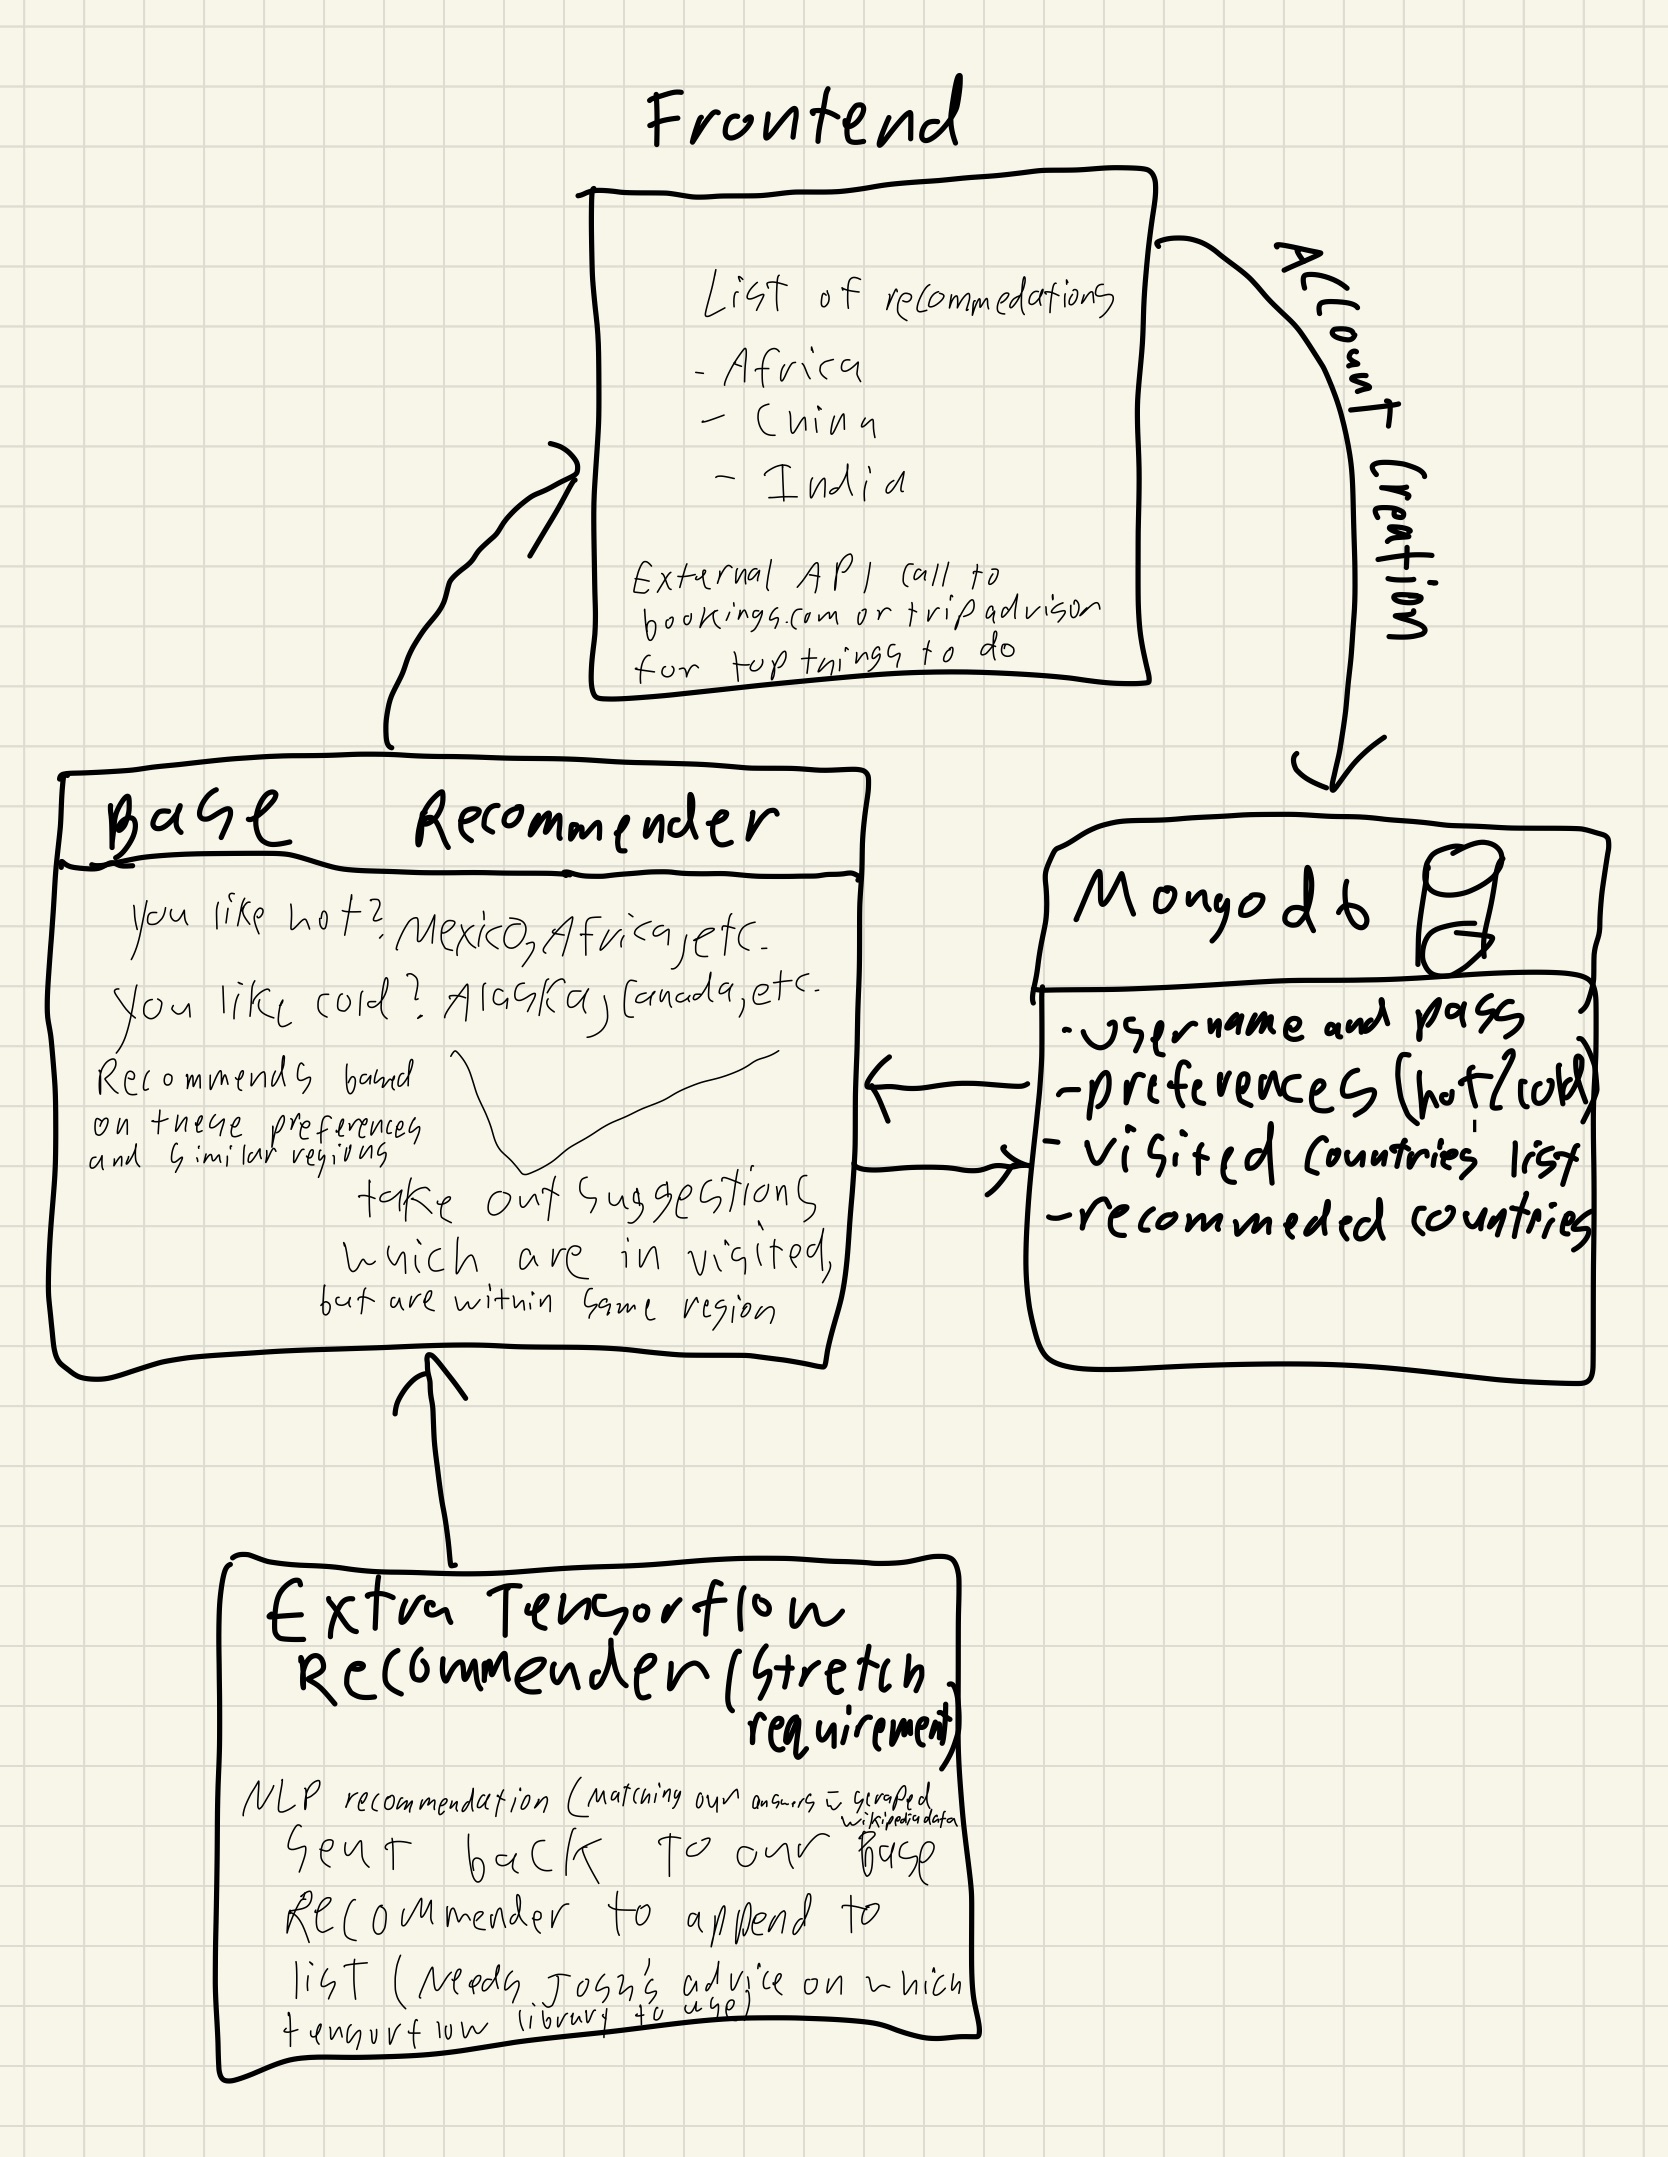 Frontend
List of recommedations
- Africa
- China
- India
External API call to
bookings.com or tripadvisor
for top things to do
Account Creation
Base Recommender
you like hot? Mexico, Africa, etc.
You like cold? Alaska, Canada, etc.
Recommends based
on these preferences
and similar regions
take out suggestions
which are in visited,
but are within same region
Mongodb
- username and pass
- preferences (hot/cold)
- visited countries' list
- recommeded countries
Extra Tensorflow
Recommender (stretch
requirement)
NLP recommendation (Matching our answers scraped
wikipedia data
sent back to our Base
Recommender to append to
list (Needs Josh's advice on which
tensorflow library to use)